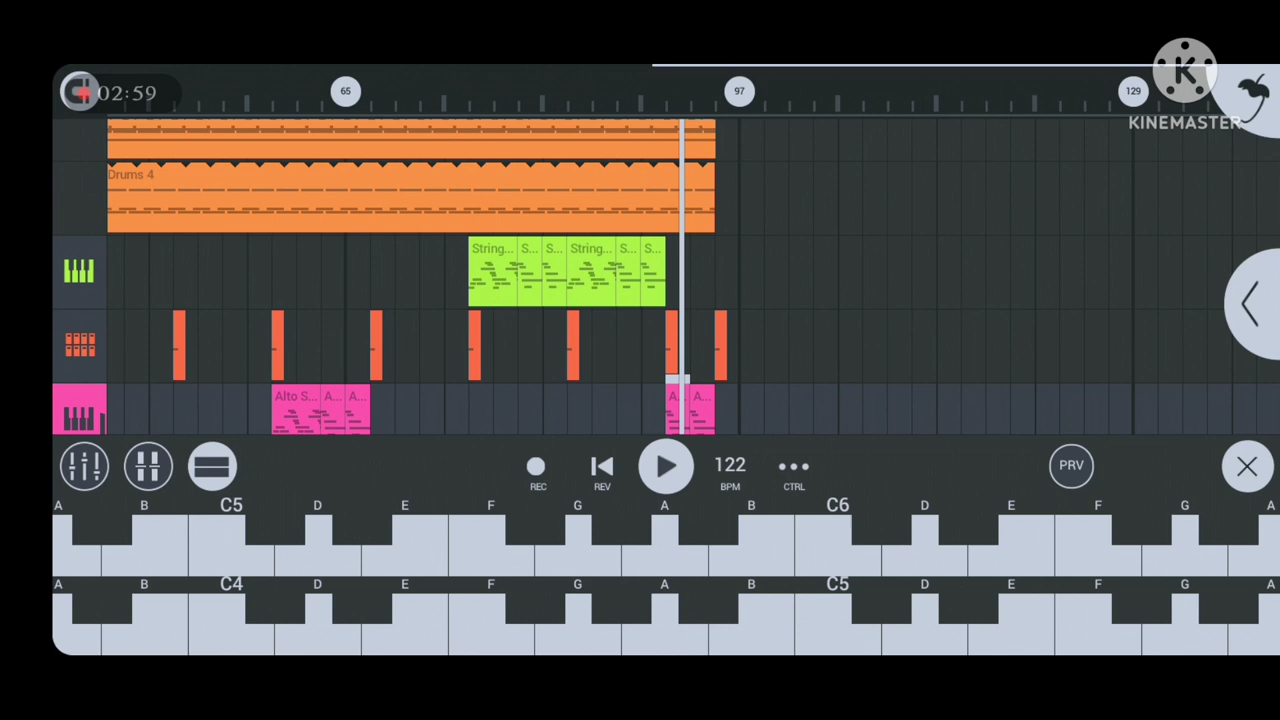 02:59
65
97
129
K
KINEMASTER
Drums 4
String... S... S... String... S... S...
Alto S... A... A... A... A...
122
PRV
REC REV BPM CTRL
A B C5 D E F G A B C6 D E F G A
A B C4 D E F G A B C5 D E F G A